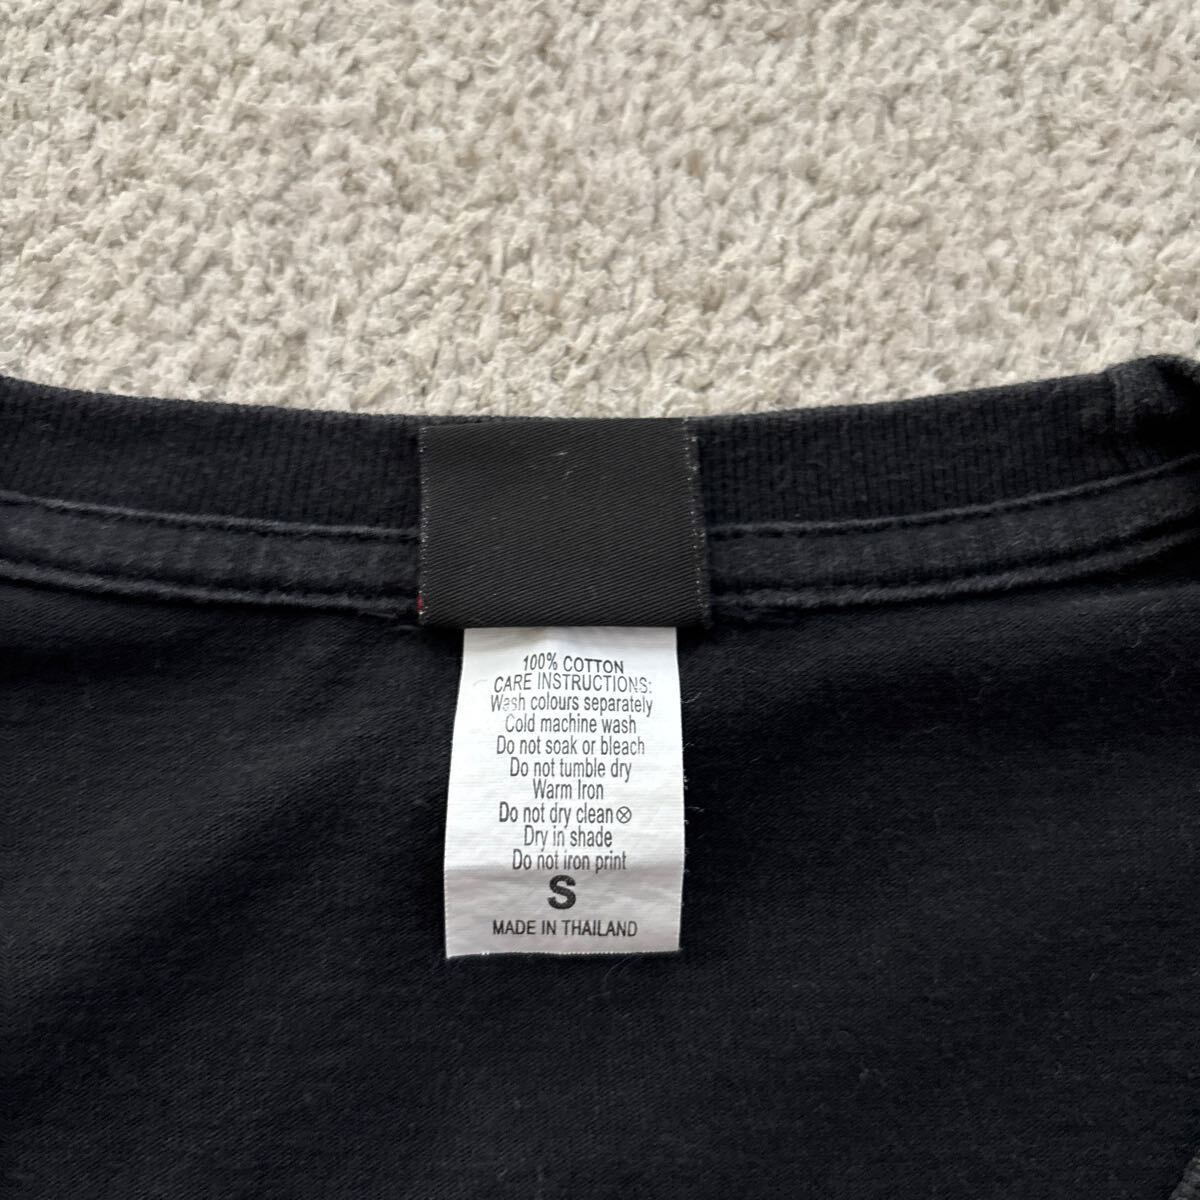 100% COTTON
CARE INSTRUCTIONS:
Wash colours separately
Cold machine wash
Do not soak or bleach
Do not tumble dry
Warm Iron
Do not dry clean⊗
Dry in shade
Do not iron print
S
MADE IN THAILAND